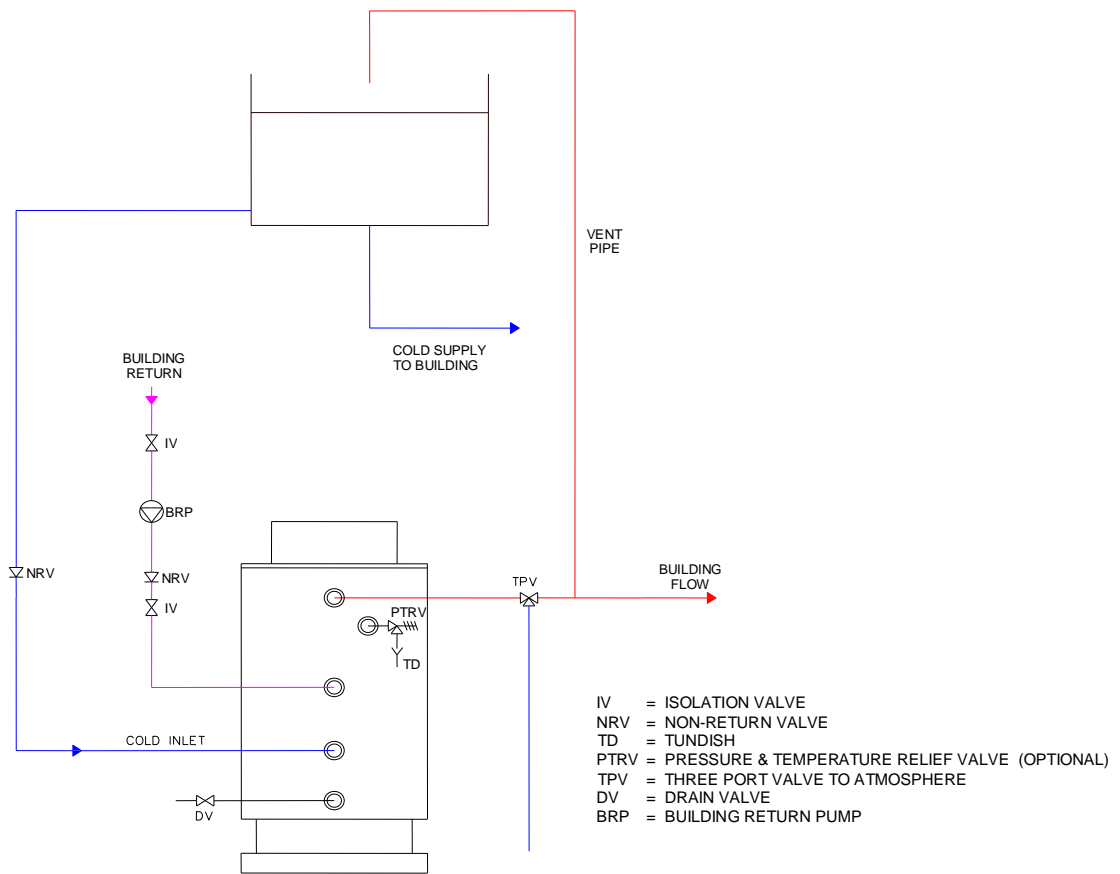 VENT
PIPE
COLD SUPPLY
TO BUILDING
BUILDING
RETURN
IV
BRP
NRV
NRV
IV
TPV
BUILDING
FLOW
PTRV
TD
COLD INLET
DV
IV = ISOLATION VALVE
NRV = NON-RETURN VALVE
TD = TUNDISH
PTRV = PRESSURE & TEMPERATURE RELIEF VALVE (OPTIONAL)
TPV = THREE PORT VALVE TO ATMOSPHERE
DV = DRAIN VALVE
BRP = BUILDING RETURN PUMP